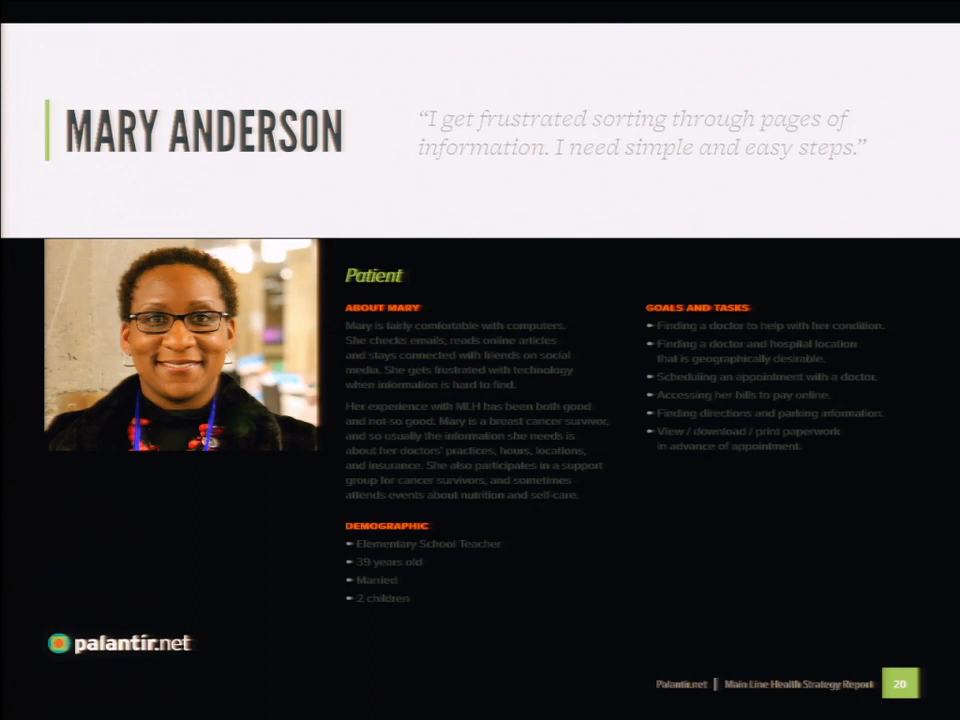 MARY ANDERSON
“I get frustrated sorting through pages of
information. I need simple and easy steps.”
Patient
ABOUT MARY
Mary is fairly comfortable with computers.
She checks emails, reads online articles
and stays connected with friends on social
media. She gets frustrated with technology
when information is hard to find.
Her experience with MLH has been both good
and not-so good. Mary is a breast cancer survivor,
and so usually the information she needs is
about her doctors' practices, hours, locations,
and insurance. She also participates in a support
group for cancer survivors, and sometimes
attends events about nutrition and self-care.
DEMOGRAPHIC
Elementary School Teacher
39 years old
Married
2 children
GOALS AND TASKS
Finding a doctor to help with her condition.
Finding a doctor and hospital location
that is geographically desirable.
Scheduling an appointment with a doctor.
Accessing her bills to pay online.
Finding directions and parking information.
View / download / print paperwork
in advance of appointment.
palantir.net
Palantir.net | Main Line Health Strategy Report 20